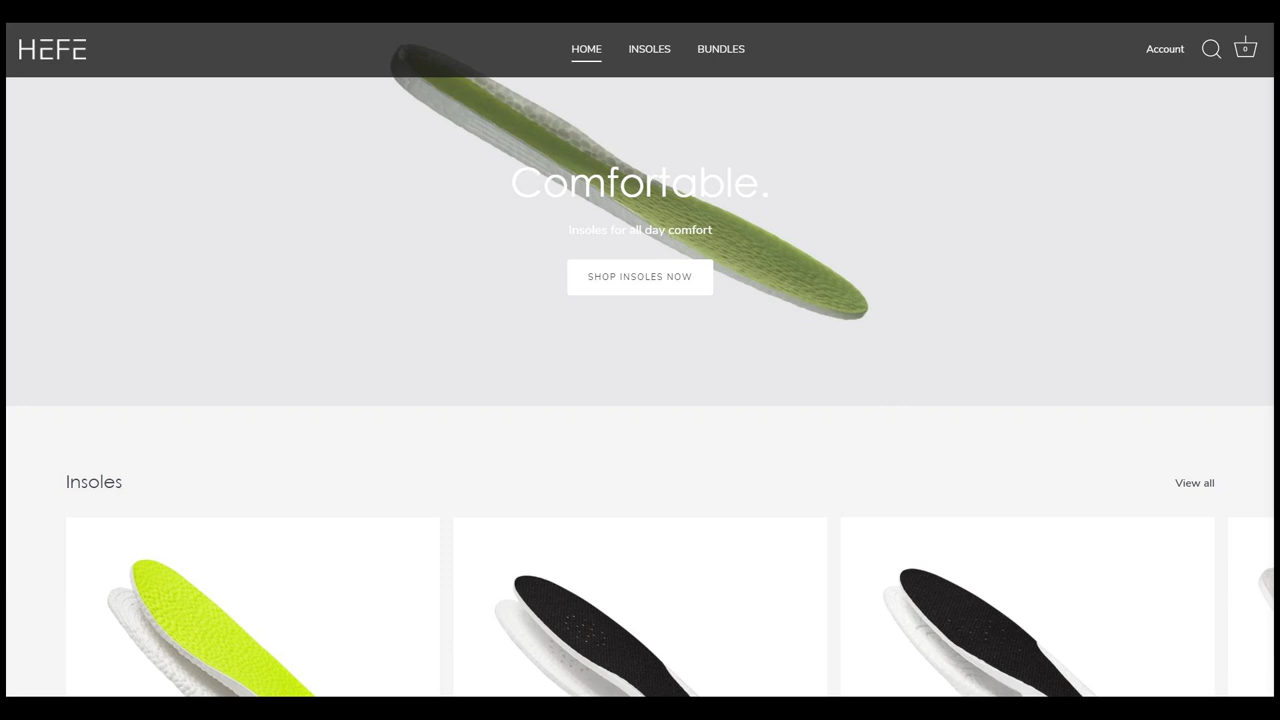 HEFE
HOME INSOLES BUNDLES
Account
0
Comfortable.
Insoles for all day comfort
SHOP INSOLES NOW
Insoles
View all